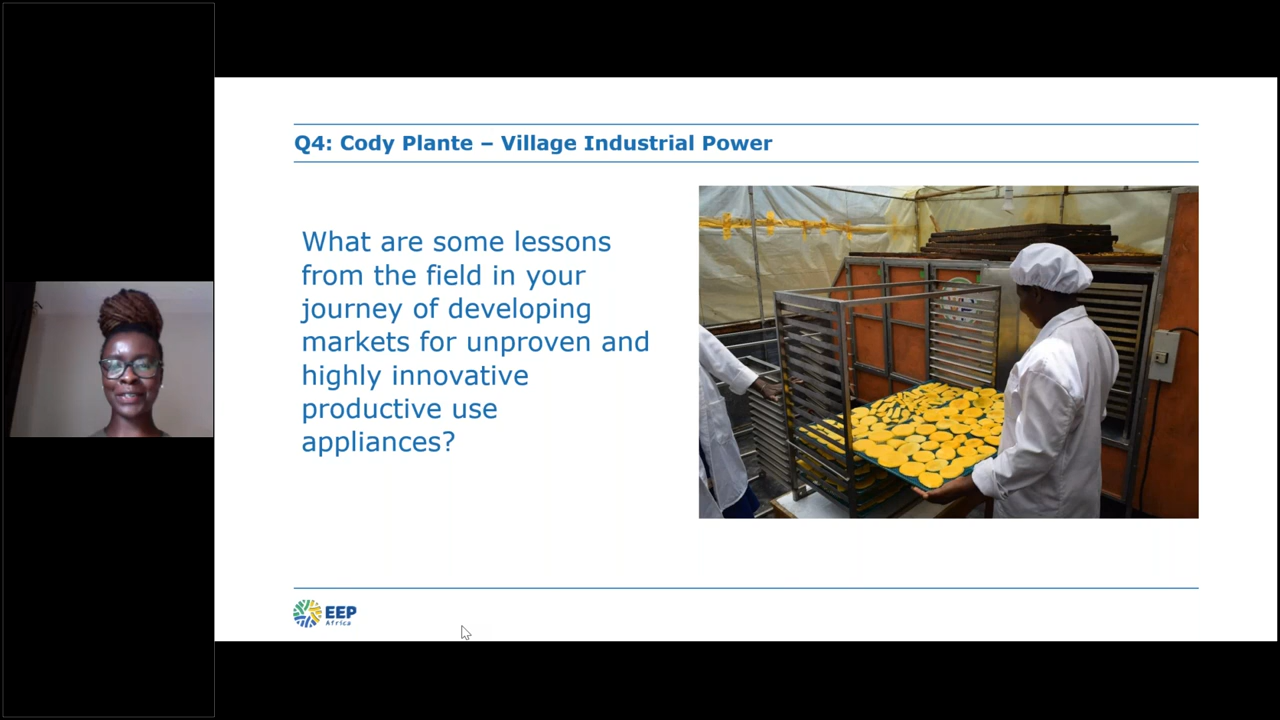 Q4: Cody Plante – Village Industrial Power
What are some lessons
from the field in your
journey of developing
markets for unproven and
highly innovative
productive use
appliances?
EEP
Africa